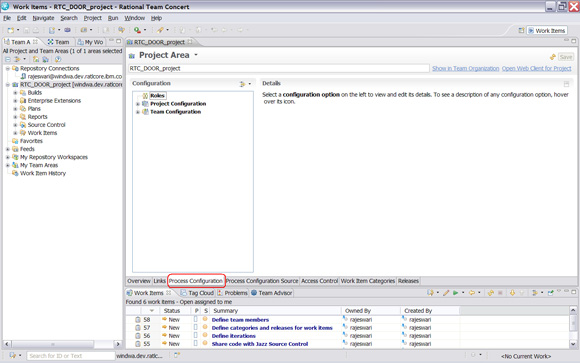 Work Items - RTC_DOOR_project - Rational Team Concert
File Edit Navigate Search Project Run Window Help
Work Items
Team A
Team
My Wo
All Project and Team Areas (1 of 1 areas selected
Repository Connections
rajeswari@windwa.dev.raticore.ibm.co
RTC_DOOR_project [windwa.dev.raticore
Builds
Enterprise Extensions
Plans
Reports
Source Control
Work Items
Favorites
Feeds
My Repository Workspaces
My Team Areas
Work Item History
RTC_DOOR_project
Project Area
Save
RTC_DOOR_project
Show in Team Organization Open Web Client for Project
Configuration
Roles
Project Configuration
Team Configuration
Details
Select a configuration option on the left to view and edit its details. To see a description of any configuration option, hover
over its icon.
Overview Links Process Configuration Process Configuration Source Access Control Work Item Categories Releases
Work Items Tag Cloud Problems Team Advisor
Found 6 work items - Open assigned to me
Status P S Summary Owned By Created By
58 New Define team members rajeswari rajeswari
57 New Define categories and releases for work items rajeswari rajeswari
56 New Define iterations rajeswari rajeswari
55 New Share code with Jazz Source Control rajeswari rajeswari
Search for ID or Text
windwa.dev.ratlc...
<No Current Work>